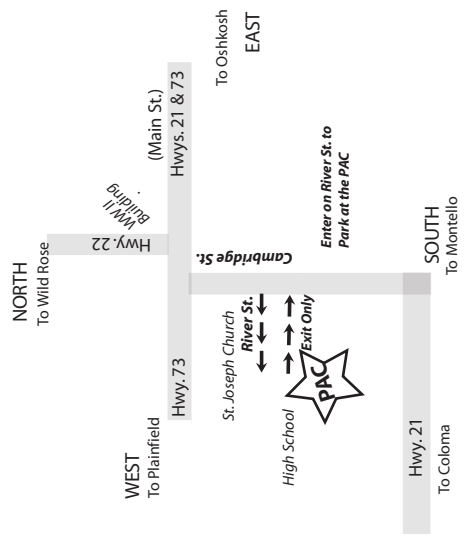 NORTH
To Wild Rose
WW II
Building
Hwy. 22
(Main St.)
Hwys. 21 & 73
To Oshkosh
EAST
WEST
To Plainfield
Hwy. 73
Cambridge St.
St. Joseph Church
River St.
Enter on River St. to
Park at the PAC
High School
Exit Only
PAC
Hwy. 21
To Coloma
SOUTH
To Montello